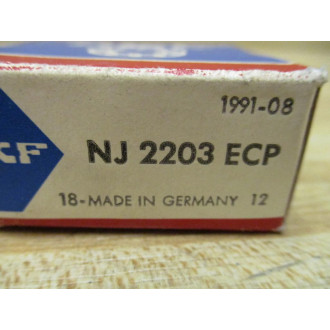 1991-08
KF NJ 2203 ECP
18-MADE IN GERMANY 12